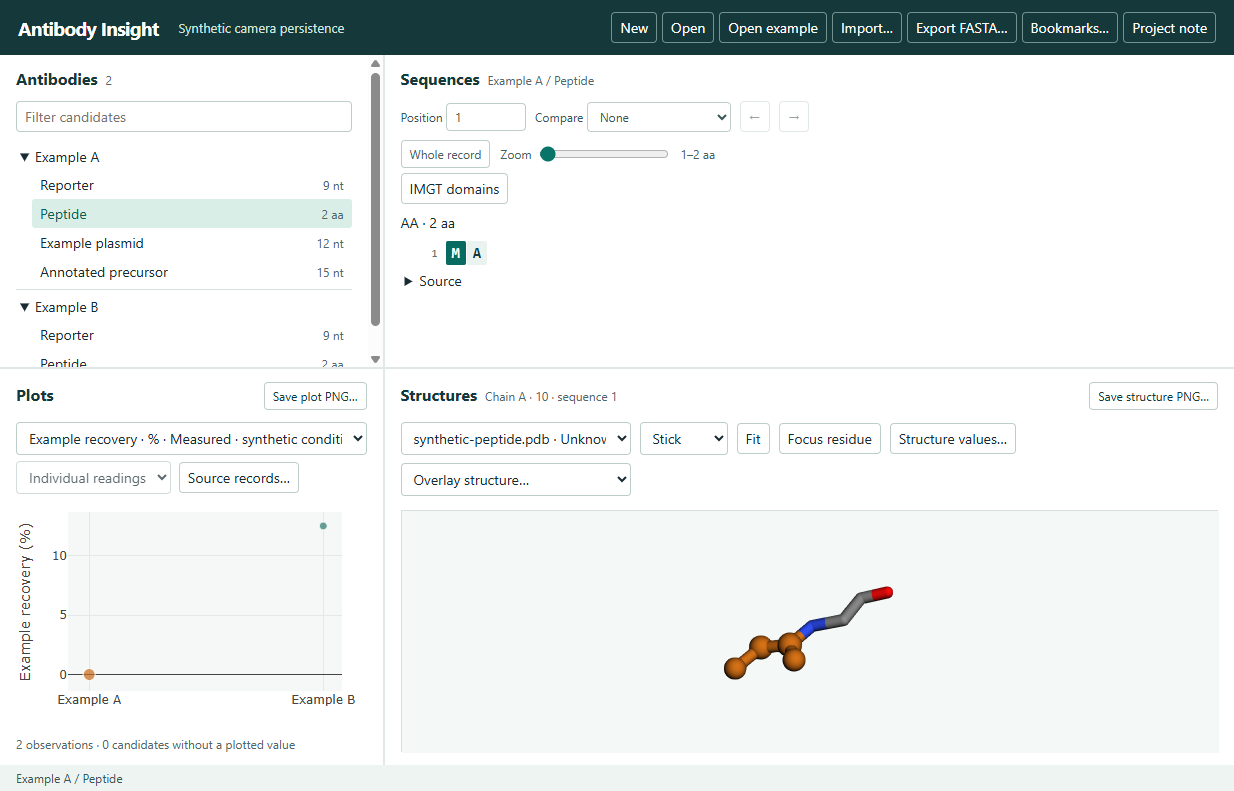 Antibody Insight Synthetic camera persistence New Open Open example Import... Export FASTA... Bookmarks... Project note
Antibodies 2
Filter candidates
▼ Example A
Reporter 9 nt
Peptide 2 aa
Example plasmid 12 nt
Annotated precursor 15 nt
▼ Example B
Reporter 9 nt
Peptide 2 aa
Sequences Example A / Peptide
Position 1 Compare None ← →
Whole record Zoom 1–2 aa
IMGT domains
AA · 2 aa
1 M A
▶ Source
Plots Save plot PNG...
Example recovery · % · Measured · synthetic conditi
Individual readings Source records...
Example recovery (%)
10
5
0
Example A Example B
2 observations · 0 candidates without a plotted value
Structures Chain A · 10 · sequence 1 Save structure PNG...
synthetic-peptide.pdb · Unknow Stick Fit Focus residue Structure values...
Overlay structure...
Example A / Peptide